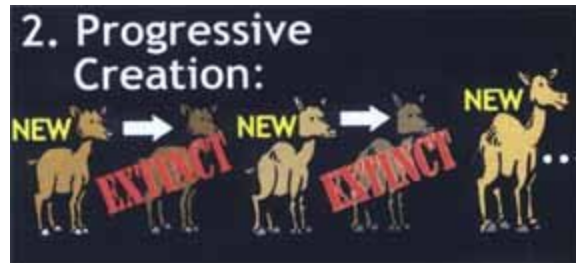 2. Progressive
Creation:
NEW
EXTINCT
NEW
EXTINCT
NEW
...